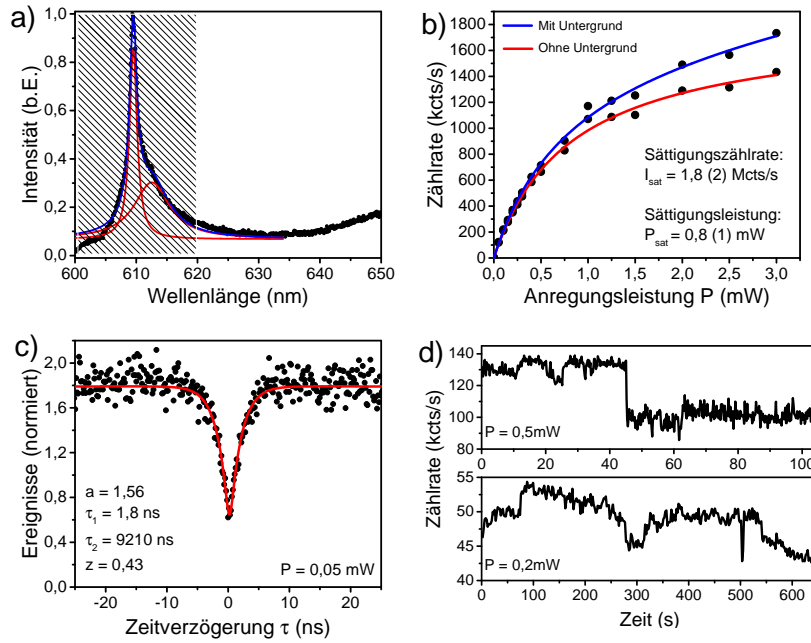 a)
Intensität (b.E.)
1,0
0,8
0,6
0,4
0,2
0,0
600 610 620 630 640 650
Wellenlänge (nm)
b)
Zählrate (kcts/s)
1800
1600
1400
1200
1000
800
600
400
200
0
Mit Untergrund
Ohne Untergrund
Sättigungszählrate:
I_sat = 1,8 (2) Mcts/s
Sättigungsleistung:
P_sat = 0,8 (1) mW
0,0 0,5 1,0 1,5 2,0 2,5 3,0
Anregungsleistung P (mW)
c)
Ereignisse (normiert)
2,0
1,6
1,2
0,8
0,4
0,0
a = 1,56
τ₁ = 1,8 ns
τ₂ = 9210 ns
z = 0,43
P = 0,05 mW
-20 -10 0 10 20
Zeitverzögerung τ (ns)
d)
Zählrate (kcts/s)
140
120
100
80
P = 0,5mW
0 20 40 60 80 100
55
50
45
40
P = 0,2mW
0 100 200 300 400 500 600
Zeit (s)